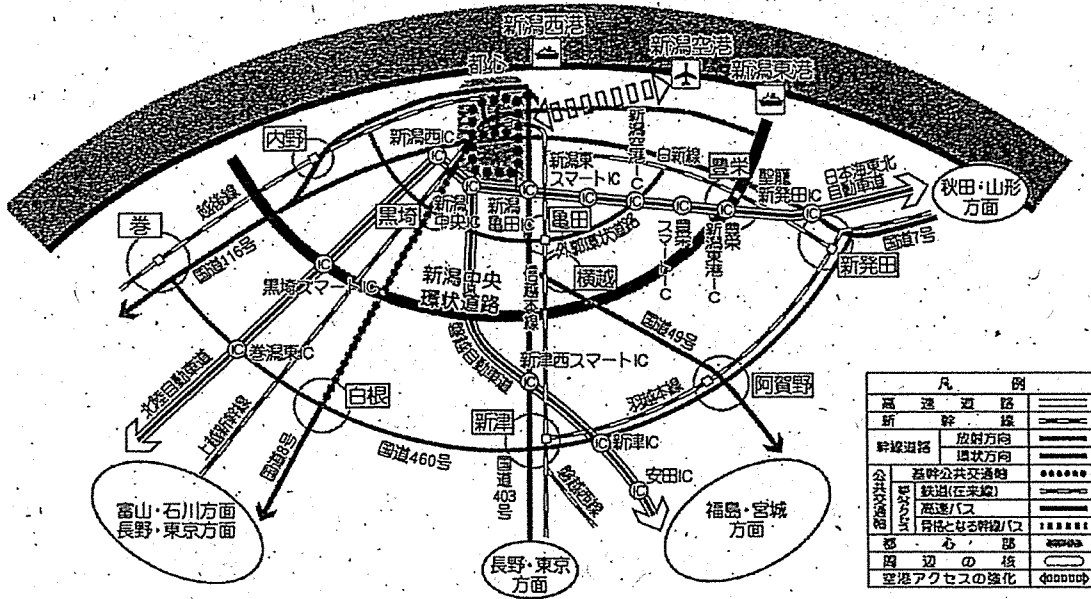 新潟西港
新潟空港
新潟東港
都心
内野
新潟西IC
越後線
巻
国道116号
黒埼
新潟中央IC
新潟亀田IC
亀田
新潟東スマートIC
新潟空港IC
白新線
豊栄
聖籠新発田IC
日本海東北自動車道
秋田・山形方面
国道7号
新発田
外郭環状道路
豊栄スマートIC
豊栄新潟東港IC
横越
信越本線
黒埼スマートIC
新潟中央環状道路
国道49号
巻潟東IC
磐越自動車道
新津西スマートIC
羽越本線
阿賀野
北陸自動車道
上越新幹線
白根
国道8号
国道460号
新津
新津IC
国道403号
磐越西線
安田IC
富山・石川方面
長野・東京方面
長野・東京方面
福島・宮城方面
凡例
高速道路
新幹線
幹線道路
放射方向
環状方向
公共交通軸
基幹公共交通軸
鉄道(在来線)
高速バス
骨格となる幹線バス
都心部
周辺の核
空港アクセスの強化